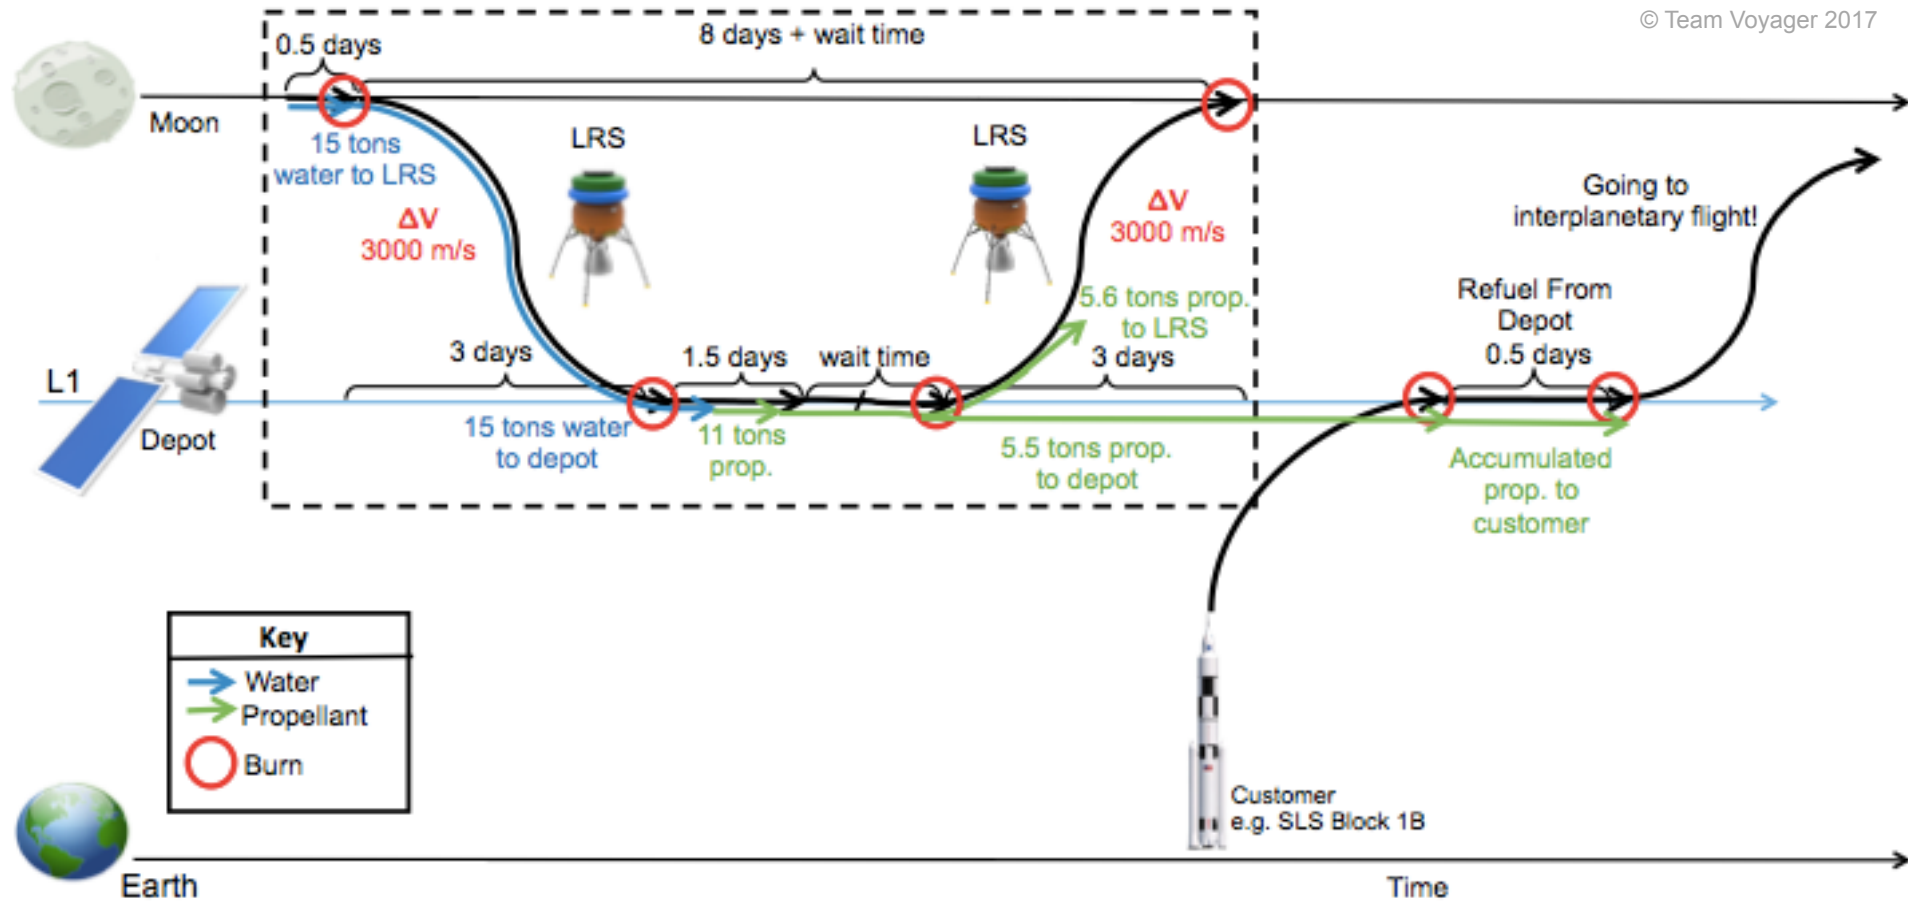 © Team Voyager 2017
0.5 days
8 days + wait time
Moon
15 tons
water to LRS
LRS
LRS
ΔV
3000 m/s
ΔV
3000 m/s
Going to
interplanetary flight!
5.6 tons prop.
to LRS
Refuel From
Depot
0.5 days
L1
Depot
3 days
1.5 days
wait time
3 days
15 tons water
to depot
11 tons
prop.
5.5 tons prop.
to depot
Accumulated
prop. to
customer
Key
Water
Propellant
Burn
Customer
e.g. SLS Block 1B
Earth
Time